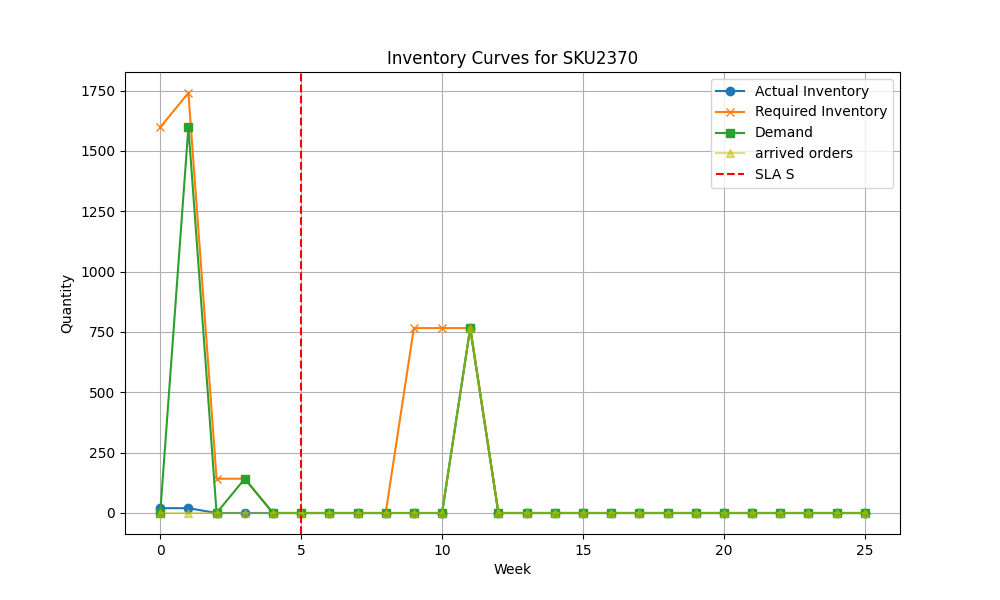 Inventory Curves for SKU2370
Actual Inventory
Required Inventory
Demand
arrived orders
SLA S
Quantity
1750
1500
1250
1000
750
500
250
0
0 5 10 15 20 25
Week